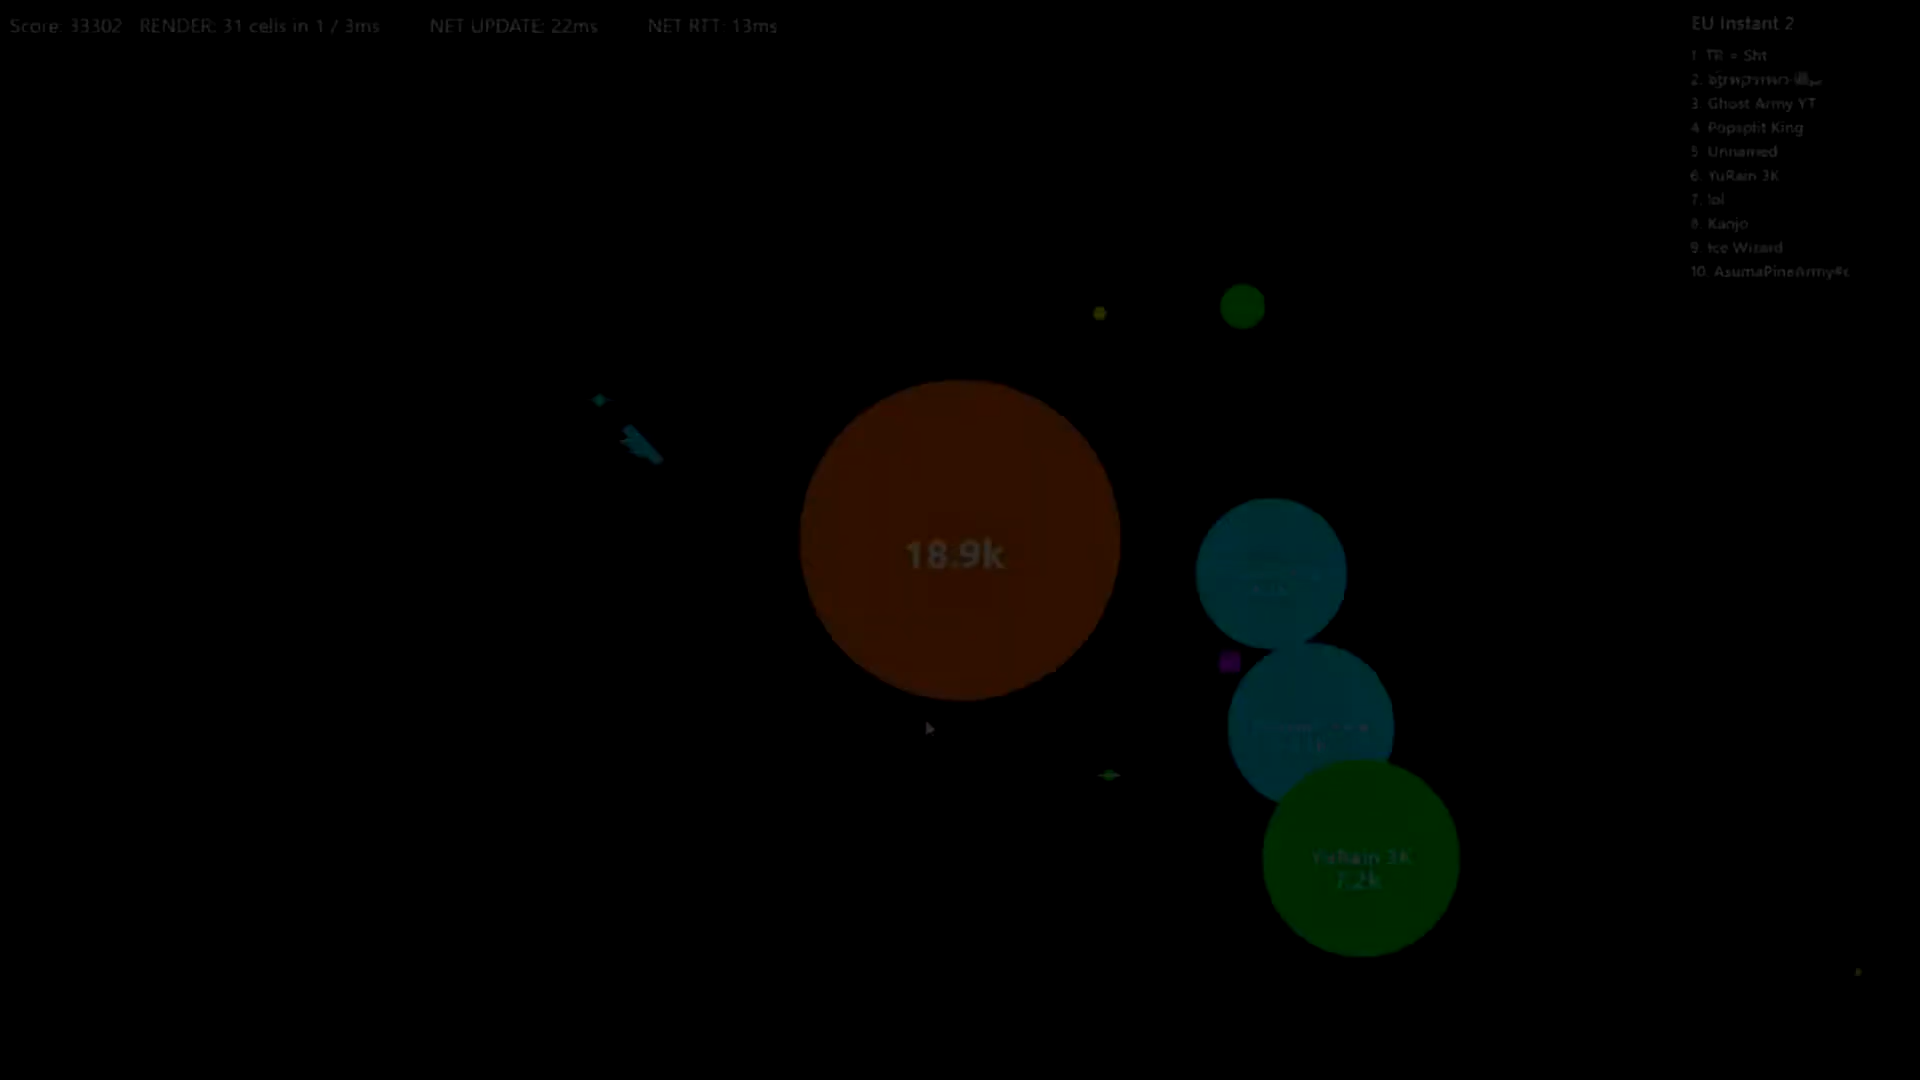 Score: 33302 RENDER: 31 cells in 1 / 3ms NET UPDATE: 22ms NET RTT: 13ms
EU Instant 2
1. TR = Sht
2.
3. Ghost Army YT
4. Popsplit King
5. Unnamed
6. YuRain 3K
7. lol
8. Kanjo
9. Ice Wizard
10.
18.9k
YuRain 3K
7.2k